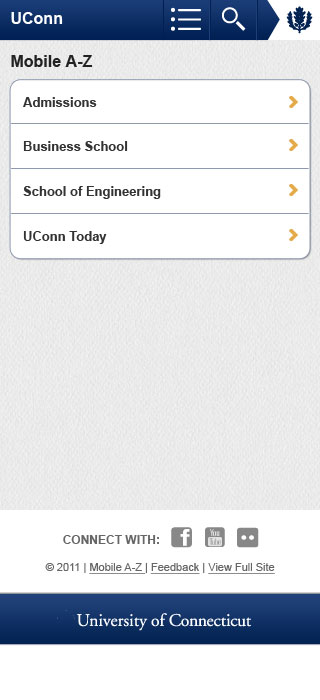 UConn
Mobile A-Z
Admissions
Business School
School of Engineering
UConn Today
CONNECT WITH: f You Tube
© 2011 | Mobile A-Z | Feedback | View Full Site
University of Connecticut